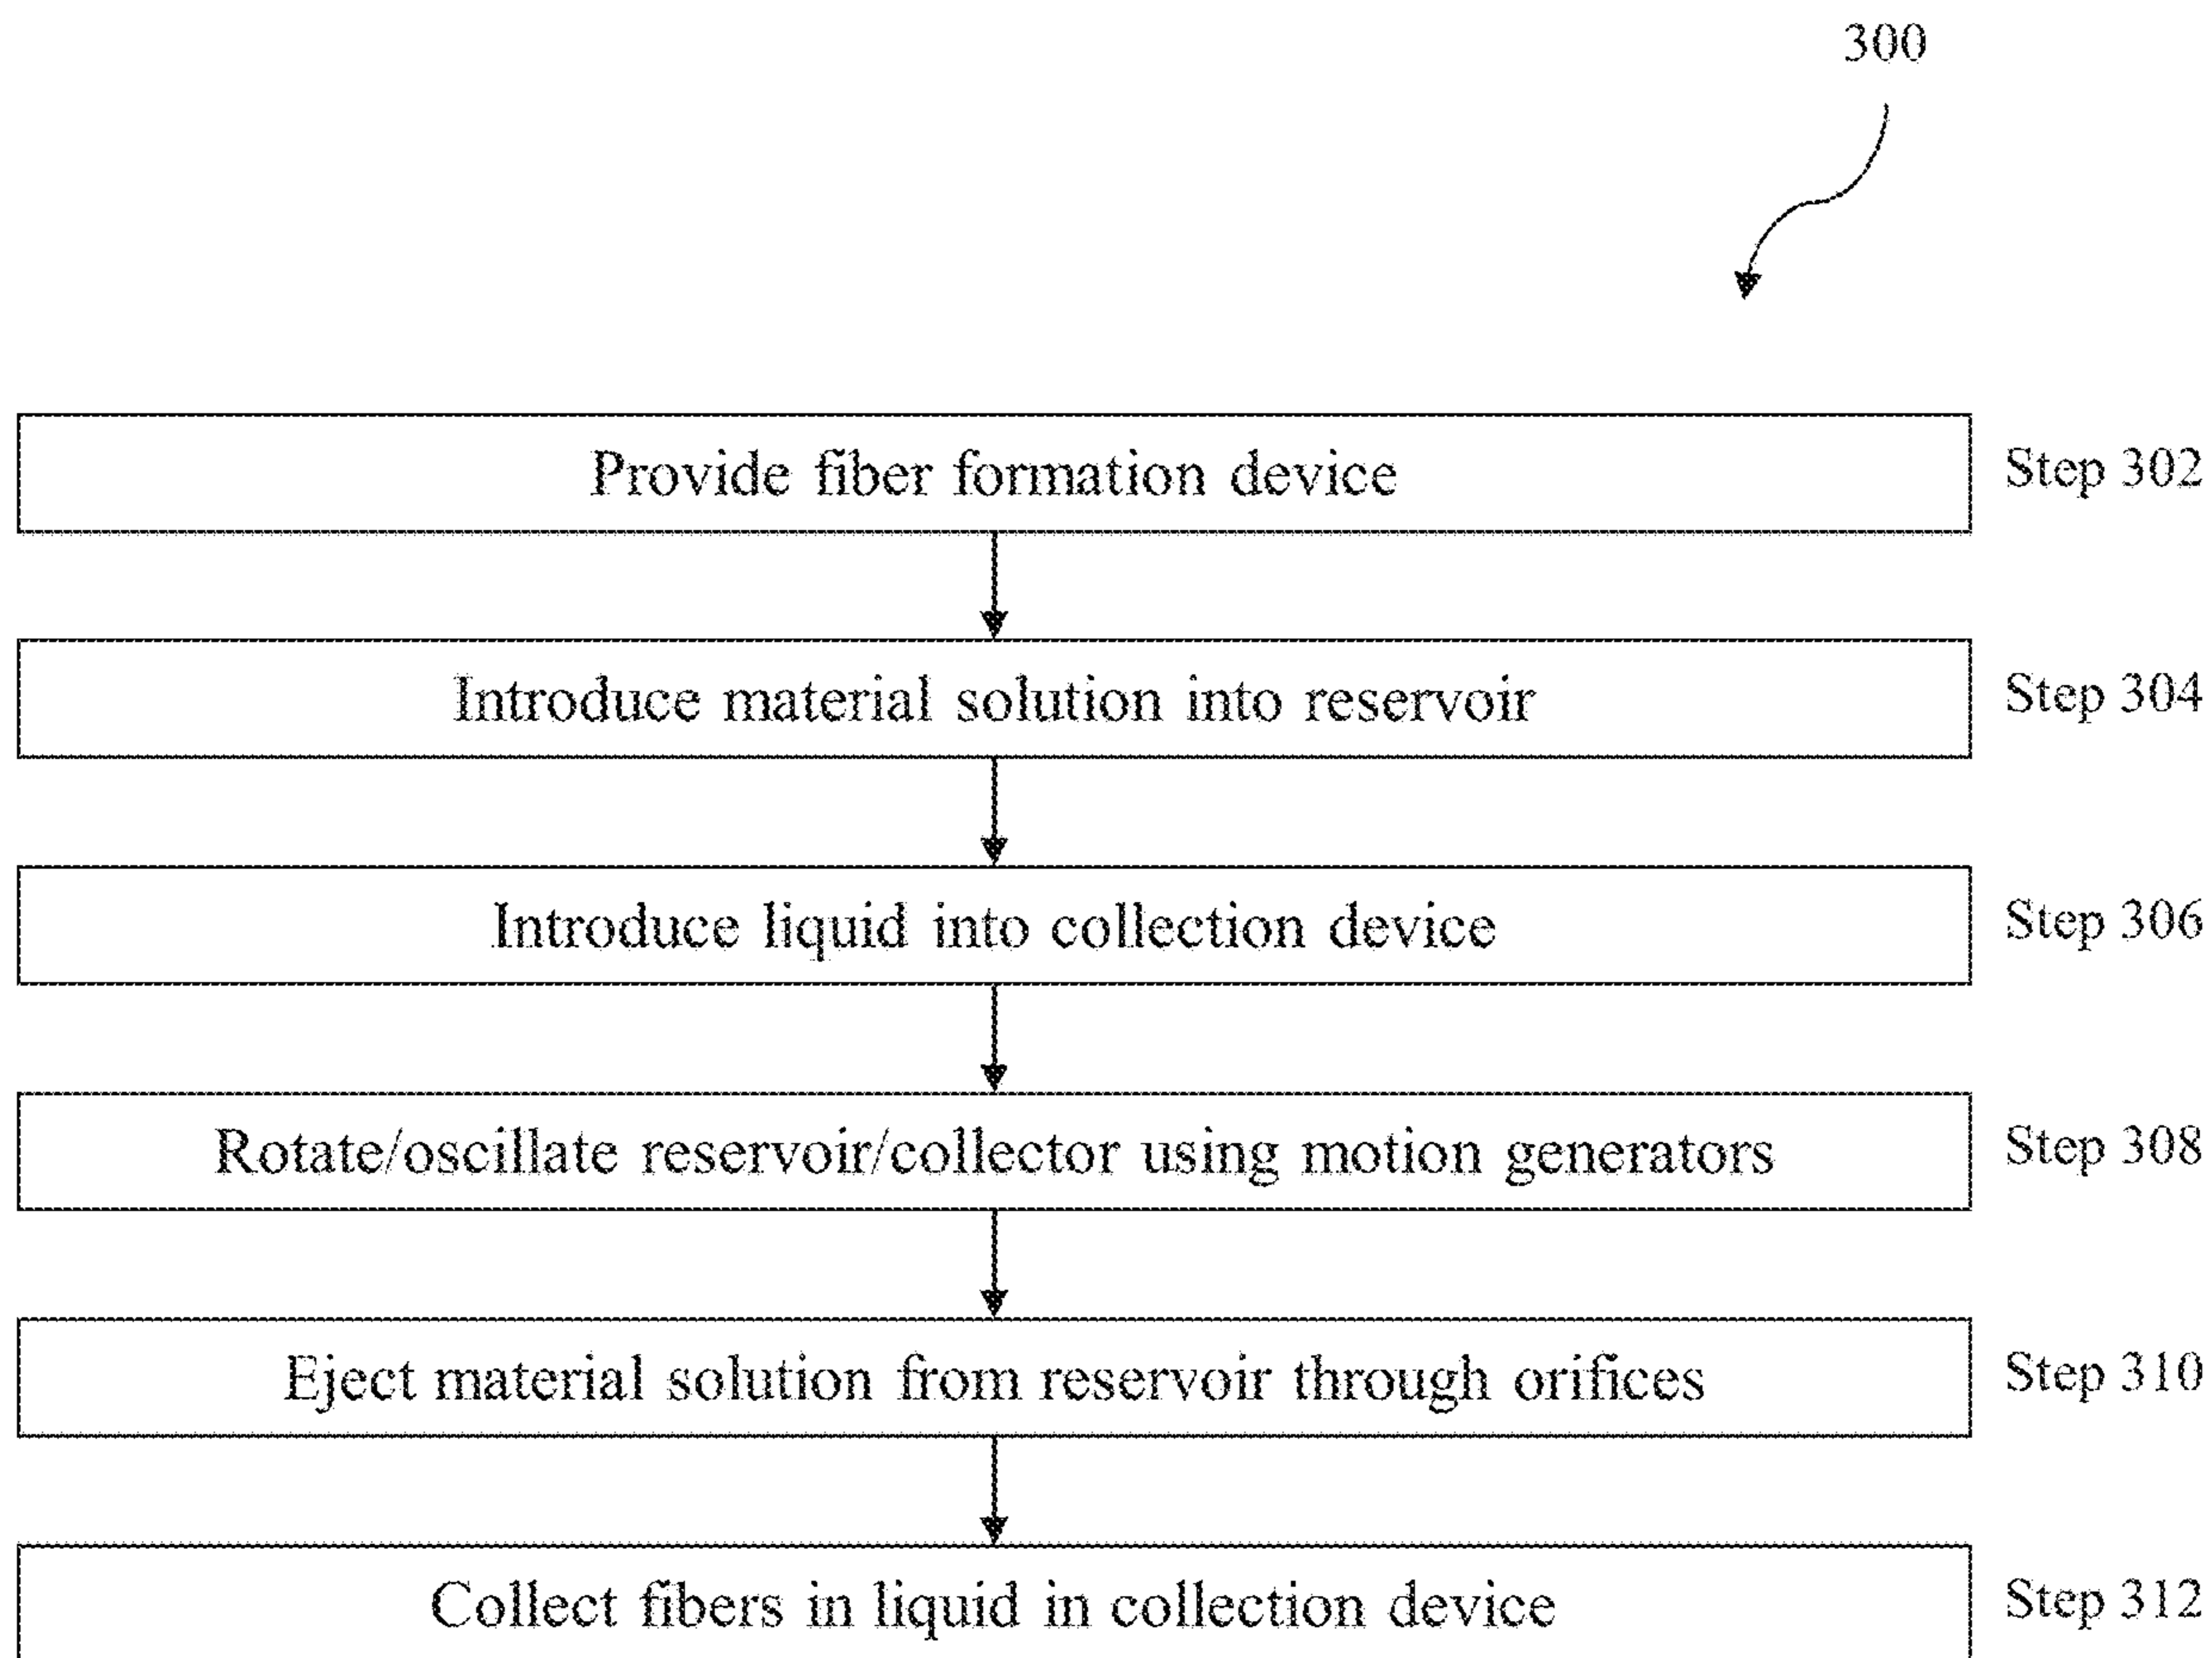 300
Provide fiber formation device Step 302
Introduce material solution into reservoir Step 304
Introduce liquid into collection device Step 306
Rotate/oscillate reservoir/collector using motion generators Step 308
Eject material solution from reservoir through orifices Step 310
Collect fibers in liquid in collection device Step 312